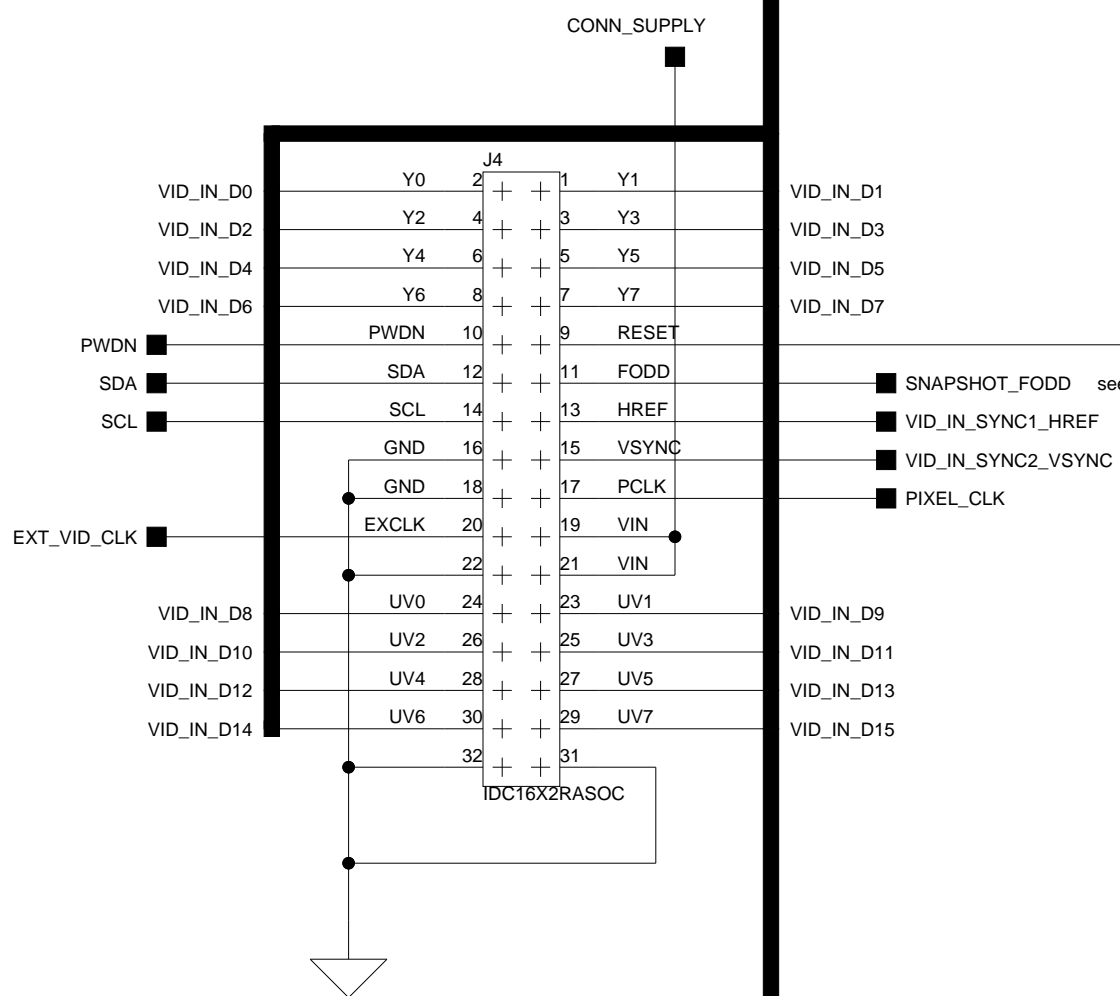 CONN_SUPPLY
J4
VID_IN_D0 Y0 2 1 Y1 VID_IN_D1
VID_IN_D2 Y2 4 3 Y3 VID_IN_D3
VID_IN_D4 Y4 6 5 Y5 VID_IN_D5
VID_IN_D6 Y6 8 7 Y7 VID_IN_D7
PWDN PWDN 10 9 RESET
SDA SDA 12 11 FODD SNAPSHOT_FODD see
SCL SCL 14 13 HREF VID_IN_SYNC1_HREF
GND 16 15 VSYNC VID_IN_SYNC2_VSYNC
GND 18 17 PCLK PIXEL_CLK
EXT_VID_CLK EXCLK 20 19 VIN
22 21 VIN
VID_IN_D8 UV0 24 23 UV1 VID_IN_D9
VID_IN_D10 UV2 26 25 UV3 VID_IN_D11
VID_IN_D12 UV4 28 27 UV5 VID_IN_D13
VID_IN_D14 UV6 30 29 UV7 VID_IN_D15
32 31
IDC16X2RASOC